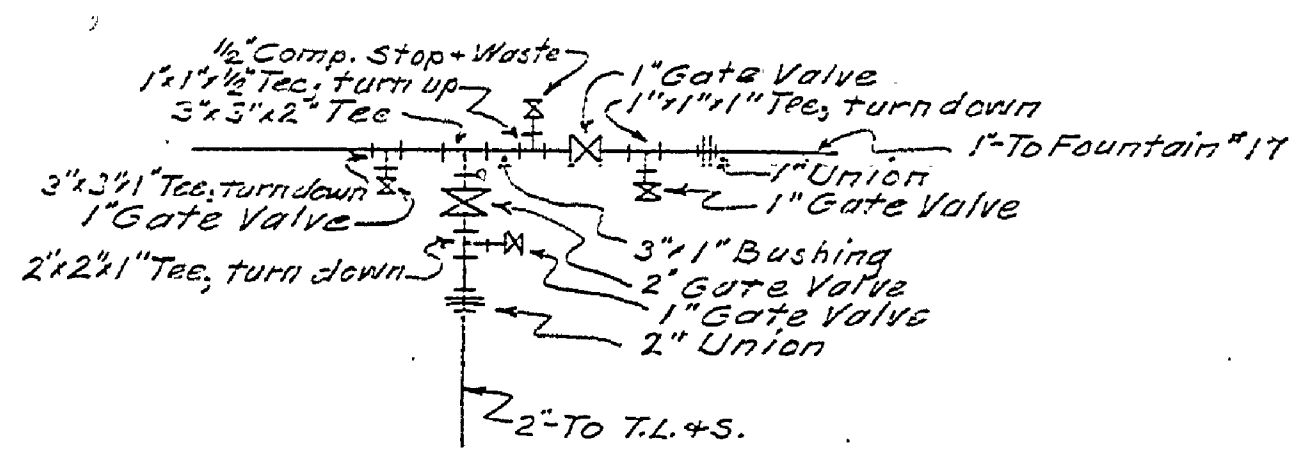 1/2" Comp. Stop + Waste
1"x1"x1/2" Tee, turn up
3"x3"x2" Tee
1" Gate Valve
1"x1"x1" Tee, turn down
1"-To Fountain #17
1" Union
1" Gate Valve
3"x3"x1" Tee, turn down
1" Gate Valve
2"x2"x1" Tee, turn down
3"x1" Bushing
2" Gate Valve
1" Gate Valve
2" Union
2"-To T.L. & S.